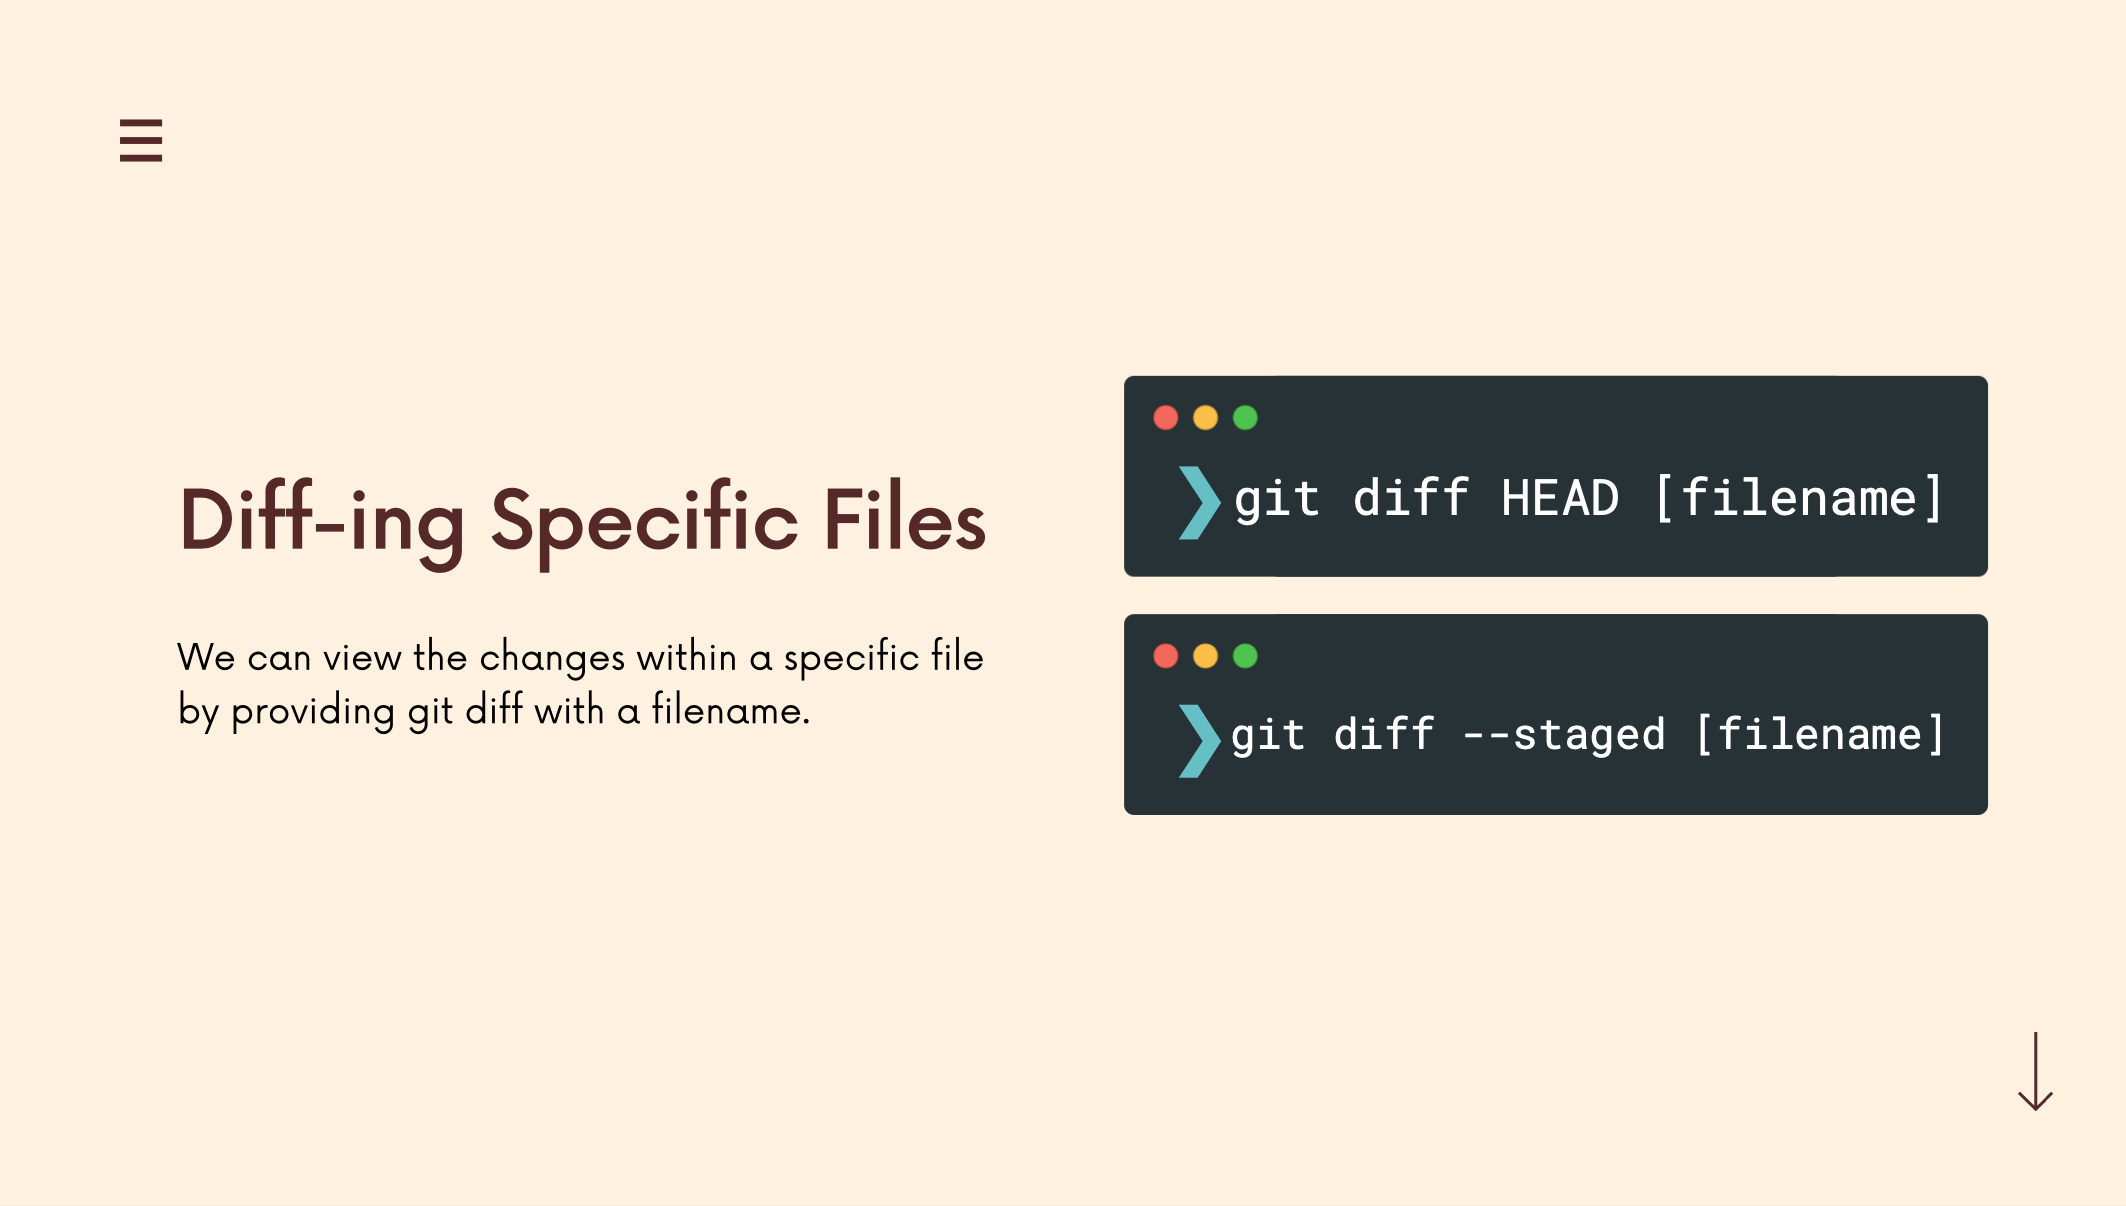 Diff-ing Specific Files
We can view the changes within a specific file
by providing git diff with a filename.
❯git diff HEAD [filename]
❯git diff --staged [filename]